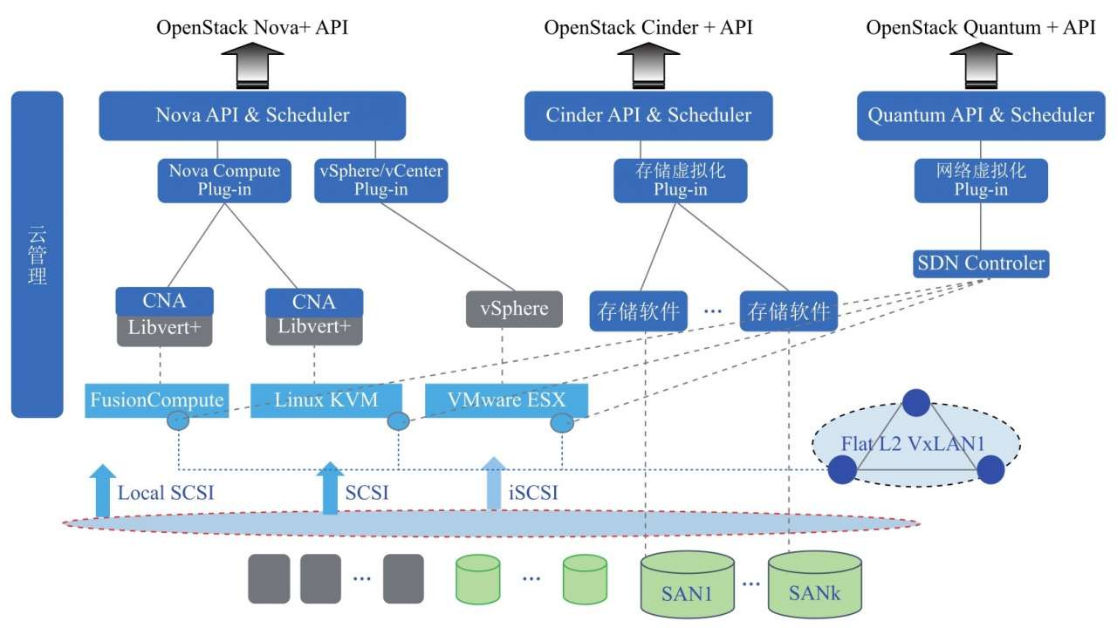 OpenStack Nova+ API
OpenStack Cinder + API
OpenStack Quantum + API
云管理
Nova API & Scheduler
Cinder API & Scheduler
Quantum API & Scheduler
Nova Compute
Plug-in
vSphere/vCenter
Plug-in
存储虚拟化
Plug-in
网络虚拟化
Plug-in
SDN Controler
CNA
Libvert+
CNA
Libvert+
vSphere
存储软件
...
存储软件
FusionCompute
Linux KVM
VMware ESX
Flat L2 VxLAN1
Local SCSI
SCSI
iSCSI
...
...
SAN1
...
SANk